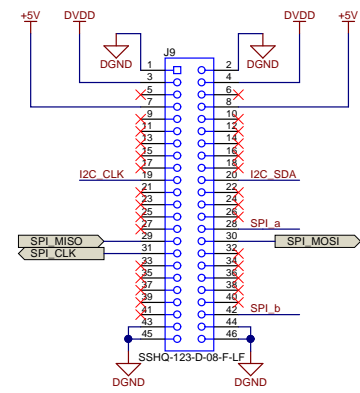 +5V DVDD DVDD +5V
J9
DGND DGND
1 2
3 4
5 6
7 8
9 10
11 12
13 14
15 16
17 18
I2C_CLK 19 20 I2C_SDA
21 22
23 24
25 26
27 28 SPI_a
SPI_MISO 29 30 SPI_MOSI
SPI_CLK 31 32
33 34
35 36
37 38
39 40
41 42 SPI_b
43 44
45 46
SSHQ-123-D-08-F-LF
DGND DGND